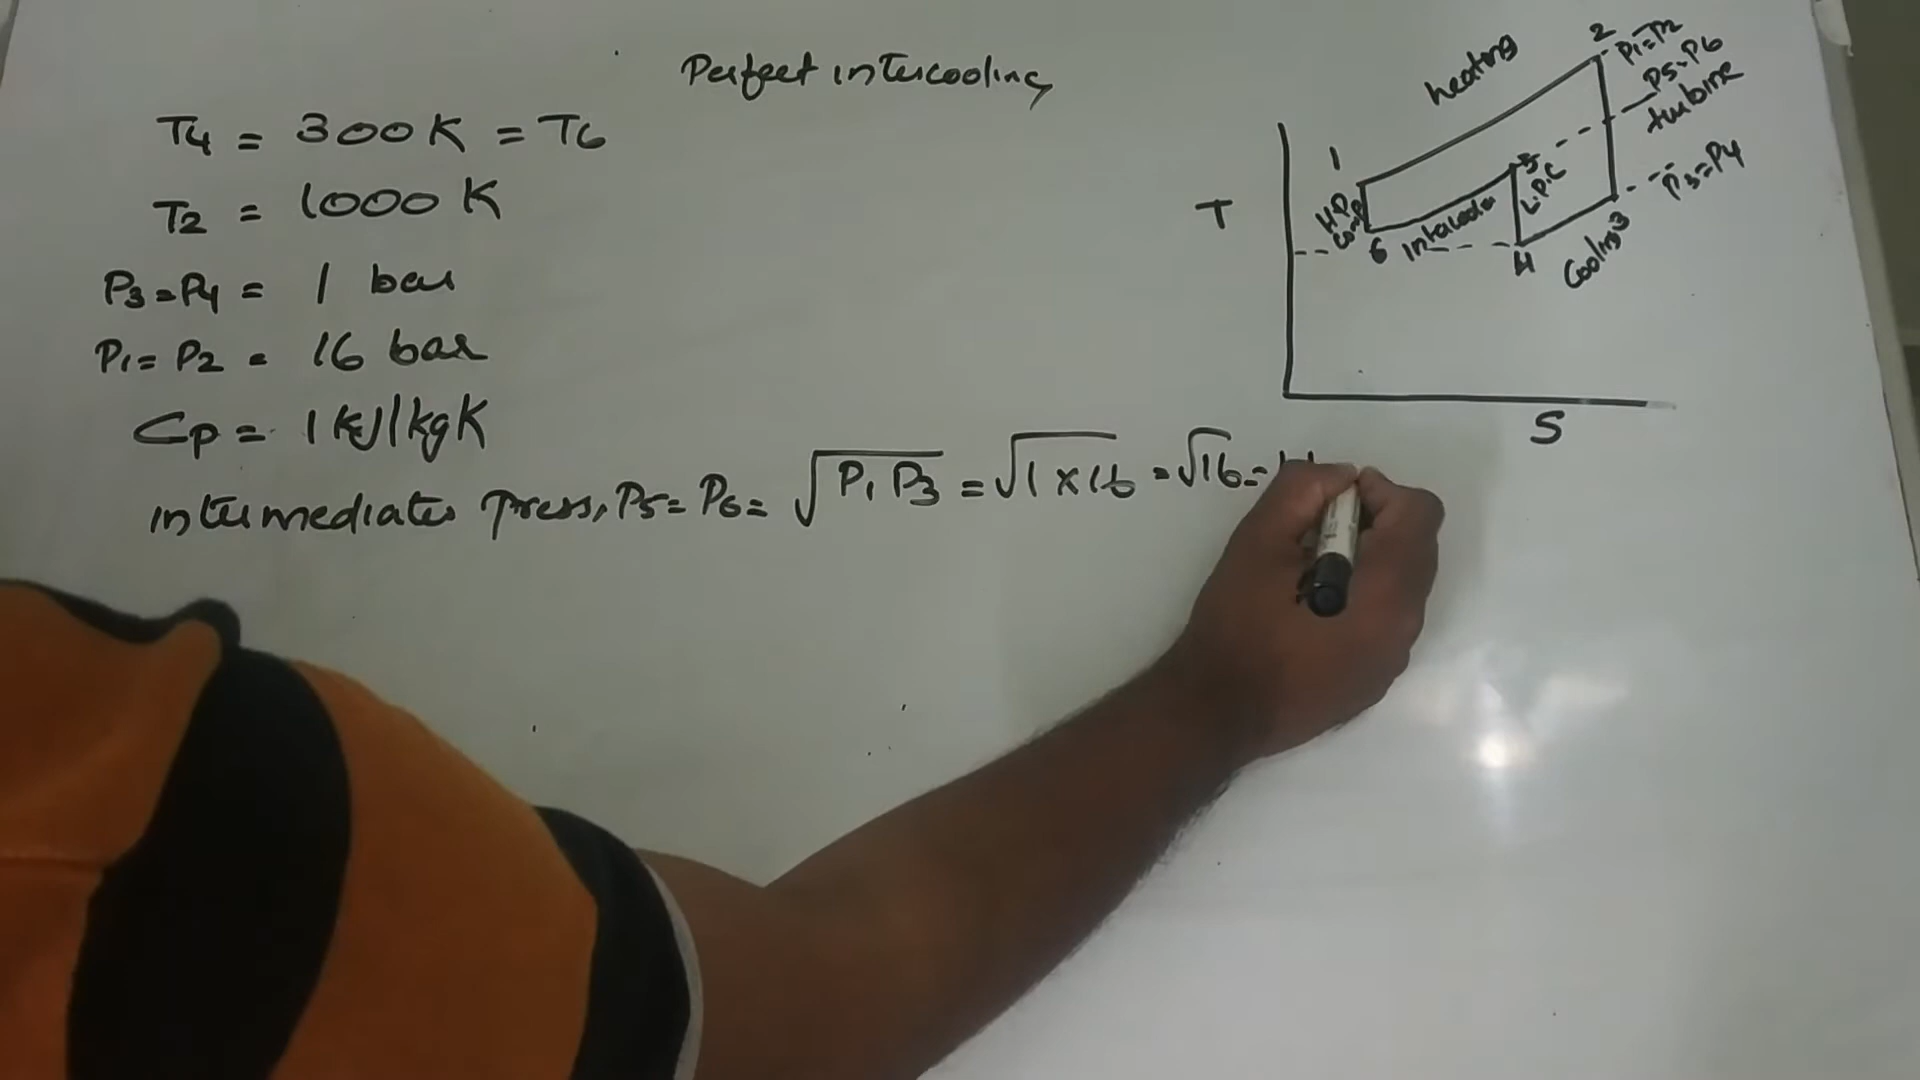 Perfect intercooling
T4 = 300 K = T6
T2 = 1000 K
P3 = P4 = 1 bar
P1 = P2 = 16 bar
Cp = 1 kJ/kgK
intermediate press, P5 = P6 = √P1 P3 = √1 × 16 = √16 =
heating
2
P1 = P2
P5 = P6
turbine
1
5
P3 = P4
H.P
Comp
L.P.C
T
6
intercooler
4
Cooling
3
S